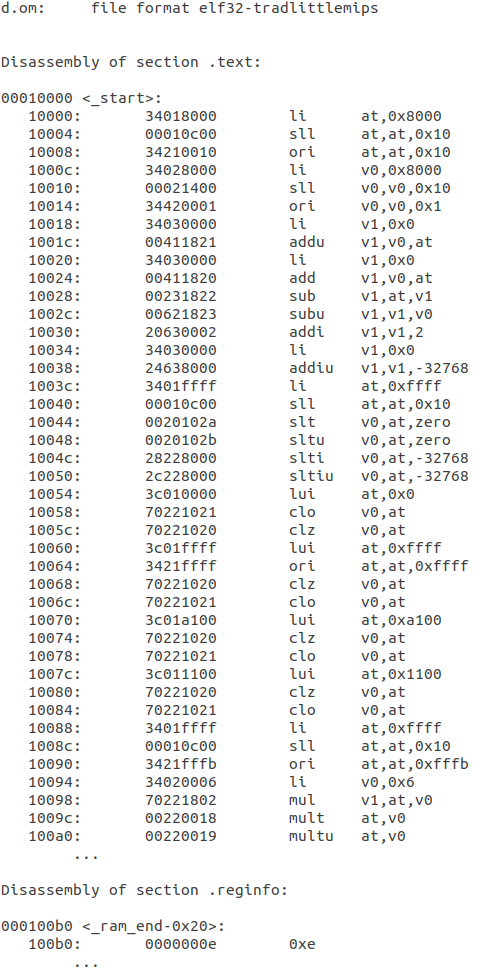 d.om:     file format elf32-tradlittlemips
Disassembly of section .text:
00010000 <_start>:
   10000:	34018000 	li	at,0x8000
   10004:	00010c00 	sll	at,at,0x10
   10008:	34210010 	ori	at,at,0x10
   1000c:	34028000 	li	v0,0x8000
   10010:	00021400 	sll	v0,v0,0x10
   10014:	34420001 	ori	v0,v0,0x1
   10018:	34030000 	li	v1,0x0
   1001c:	00411821 	addu	v1,v0,at
   10020:	34030000 	li	v1,0x0
   10024:	00411820 	add	v1,v0,at
   10028:	00231822 	sub	v1,at,v1
   1002c:	00621823 	subu	v1,v1,v0
   10030:	20630002 	addi	v1,v1,2
   10034:	34030000 	li	v1,0x0
   10038:	24638000 	addiu	v1,v1,-32768
   1003c:	3401ffff 	li	at,0xffff
   10040:	00010c00 	sll	at,at,0x10
   10044:	0020102a 	slt	v0,at,zero
   10048:	0020102b 	sltu	v0,at,zero
   1004c:	28228000 	slti	v0,at,-32768
   10050:	2c228000 	sltiu	v0,at,-32768
   10054:	3c010000 	lui	at,0x0
   10058:	70221021 	clo	v0,at
   1005c:	70221020 	clz	v0,at
   10060:	3c01ffff 	lui	at,0xffff
   10064:	3421ffff 	ori	at,at,0xffff
   10068:	70221020 	clz	v0,at
   1006c:	70221021 	clo	v0,at
   10070:	3c01a100 	lui	at,0xa100
   10074:	70221020 	clz	v0,at
   10078:	70221021 	clo	v0,at
   1007c:	3c011100 	lui	at,0x1100
   10080:	70221020 	clz	v0,at
   10084:	70221021 	clo	v0,at
   10088:	3401ffff 	li	at,0xffff
   1008c:	00010c00 	sll	at,at,0x10
   10090:	3421fffb 	ori	at,at,0xfffb
   10094:	34020006 	li	v0,0x6
   10098:	70221802 	mul	v1,at,v0
   1009c:	00220018 	mult	at,v0
   100a0:	00220019 	multu	at,v0
	...
Disassembly of section .reginfo:
000100b0 <_ram_end-0x20>:
   100b0:	0000000e 	0xe
	...